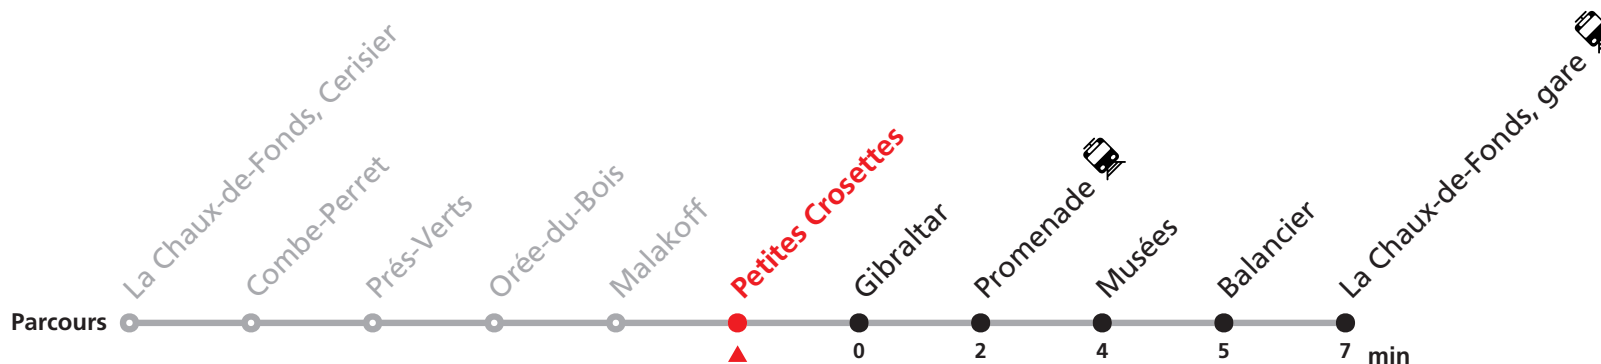 La Chaux-de-Fonds, Cerisier
Combe-Perret
Prés-Verts
Orée-du-Bois
Malakoff
Petites Crosettes
Gibraltar
Promenade
Musées
Balancier
La Chaux-de-Fonds, gare
Parcours
0 2 4 5 7 min